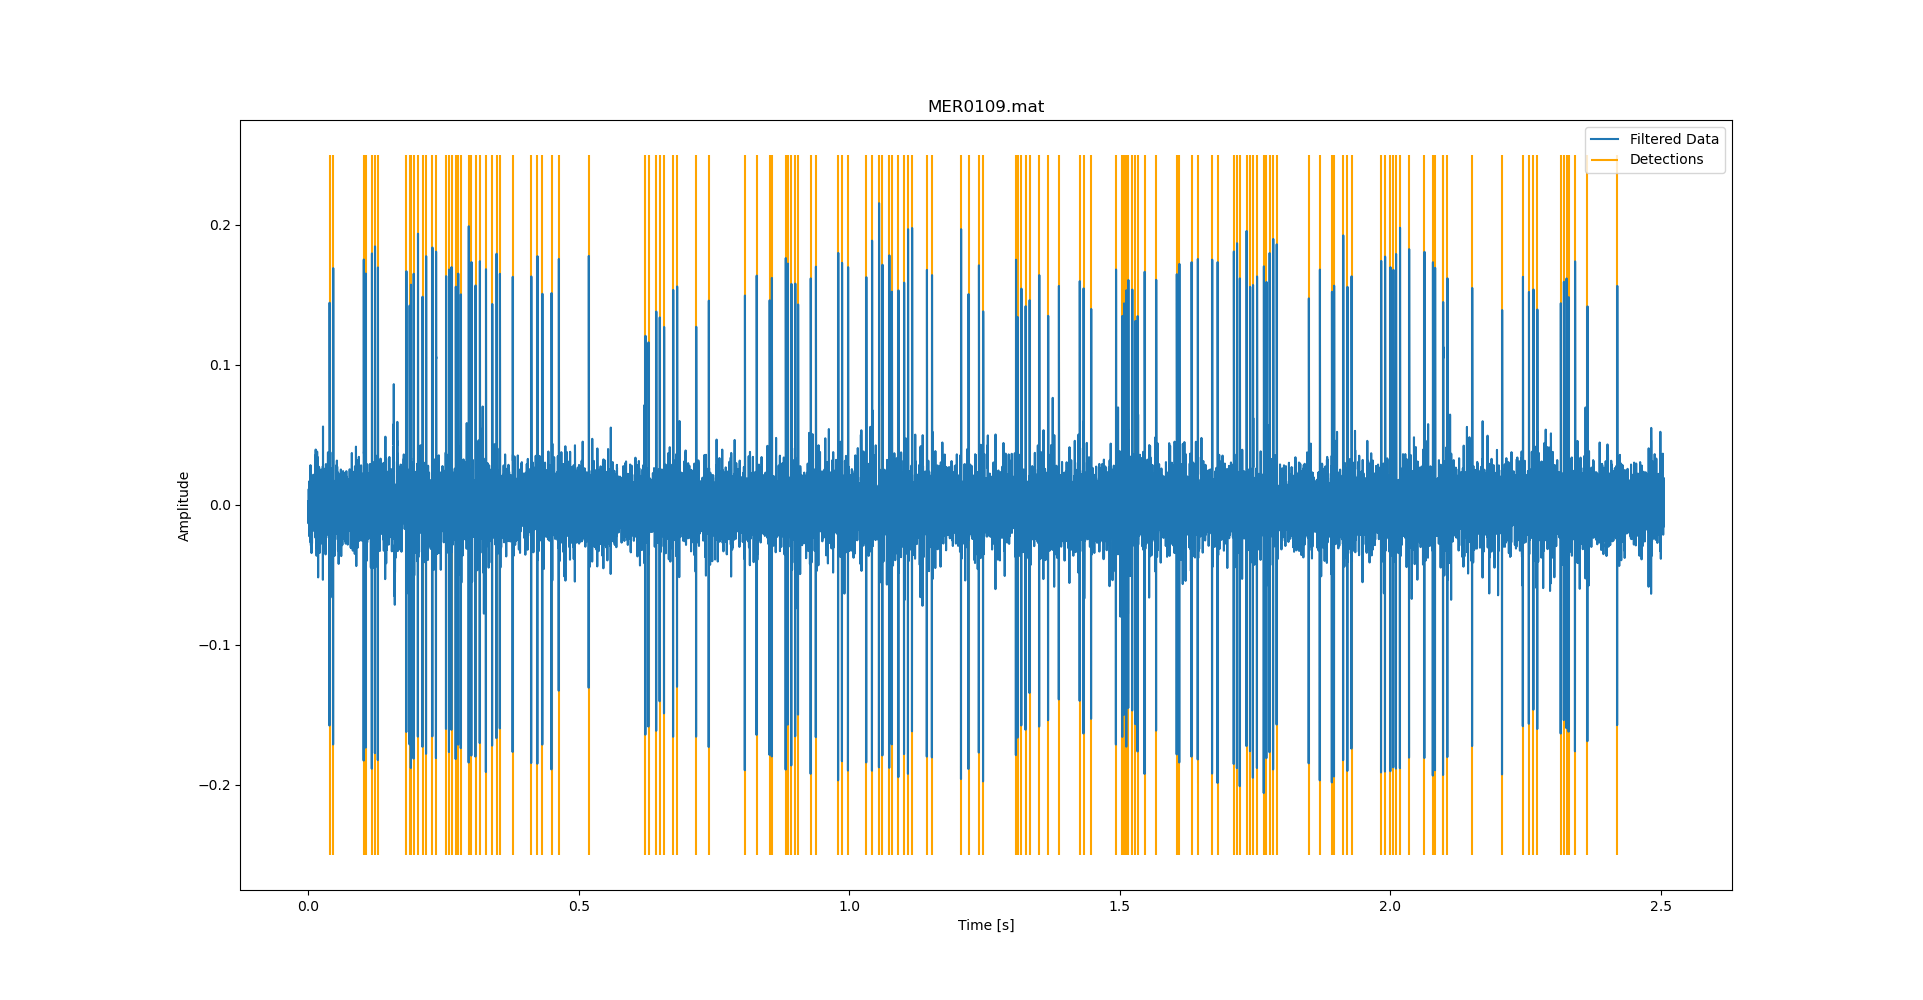 MER0109.mat
Filtered Data
Detections
0.2
0.1
0.0
−0.1
−0.2
Amplitude
0.0 0.5 1.0 1.5 2.0 2.5
Time [s]